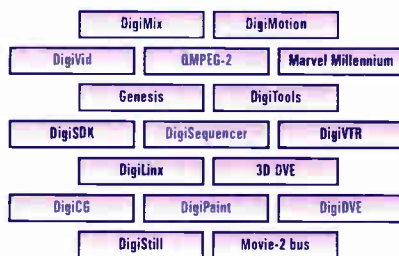 DigiMix DigiMotion
DigiVid QMPEG-2 Marvel Millennium
Genesis DigiTools
DigiSDK DigiSequencer DigiVTR
DigiLinx 3D DVE
DigiCG DigiPaint DigiDVE
DigiStill Movie-2 bus